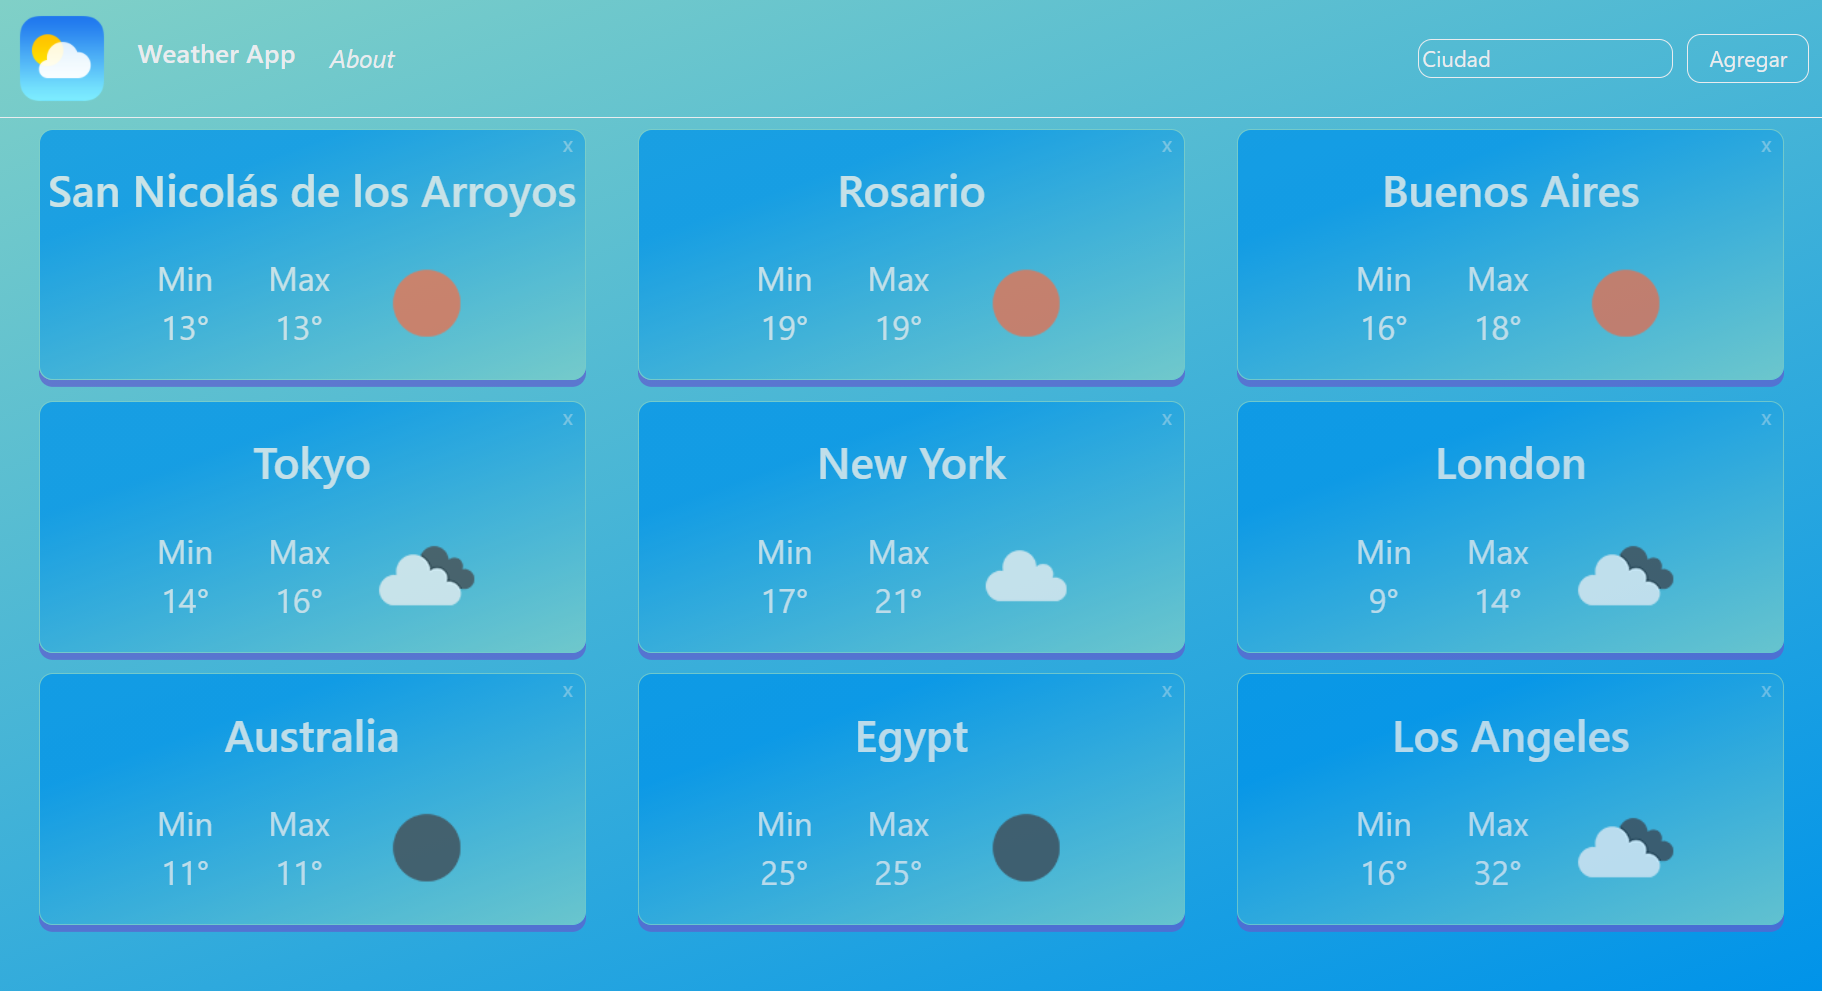 Weather App
About
Ciudad
Agregar
x
San Nicolás de los Arroyos
Min Max
13° 13°
x
Rosario
Min Max
19° 19°
x
Buenos Aires
Min Max
16° 18°
x
Tokyo
Min Max
14° 16°
x
New York
Min Max
17° 21°
x
London
Min Max
9° 14°
x
Australia
Min Max
11° 11°
x
Egypt
Min Max
25° 25°
x
Los Angeles
Min Max
16° 32°